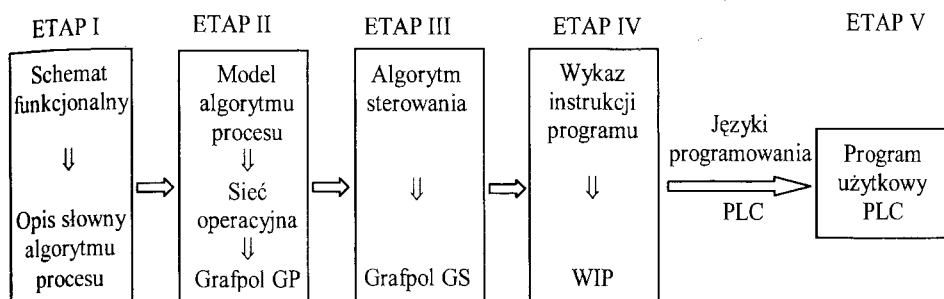 ETAP I
ETAP II
ETAP III
ETAP IV
ETAP V
Schemat
funkcjonalny
Opis słowny
algorytmu
procesu
Model
algorytmu
procesu
Sieć
operacyjna
Grafpol GP
Algorytm
sterowania
Grafpol GS
Wykaz
instrukcji
programu
WIP
Języki
programowania
PLC
Program
użytkowy
PLC